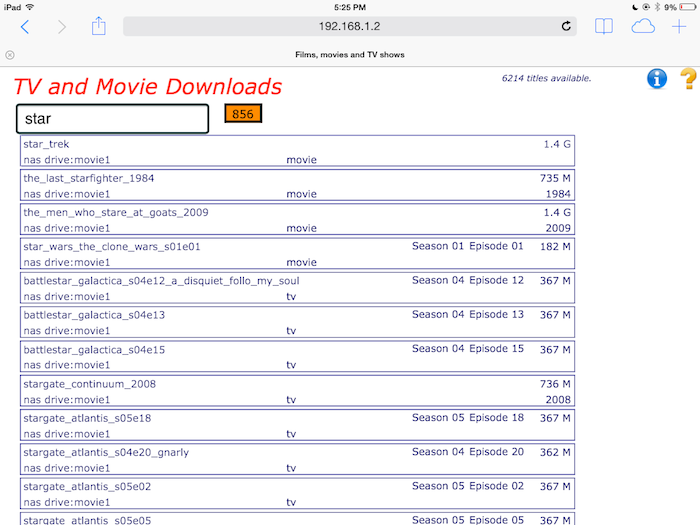 iPad 5:25 PM 9%
192.168.1.2
Films, movies and TV shows
TV and Movie Downloads 6214 titles available.
star 856
star_trek 1.4 G
nas drive:movie1 movie
the_last_starfighter_1984 735 M
nas drive:movie1 movie 1984
the_men_who_stare_at_goats_2009 1.4 G
nas drive:movie1 movie 2009
star_wars_the_clone_wars_s01e01 Season 01 Episode 01 182 M
nas drive:movie1 movie
battlestar_galactica_s04e12_a_disquiet_follo_my_soul Season 04 Episode 12 367 M
nas drive:movie1 tv
battlestar_galactica_s04e13 Season 04 Episode 13 367 M
nas drive:movie1 tv
battlestar_galactica_s04e15 Season 04 Episode 15 367 M
nas drive:movie1 tv
stargate_continuum_2008 736 M
nas drive:movie1 tv 2008
stargate_atlantis_s05e18 Season 05 Episode 18 367 M
nas drive:movie1 tv
stargate_atlantis_s04e20_gnarly Season 04 Episode 20 362 M
nas drive:movie1 tv
stargate_atlantis_s05e02 Season 05 Episode 02 367 M
nas drive:movie1 tv
stargate_atlantis_s05e05 Season 05 Episode 05 367 M